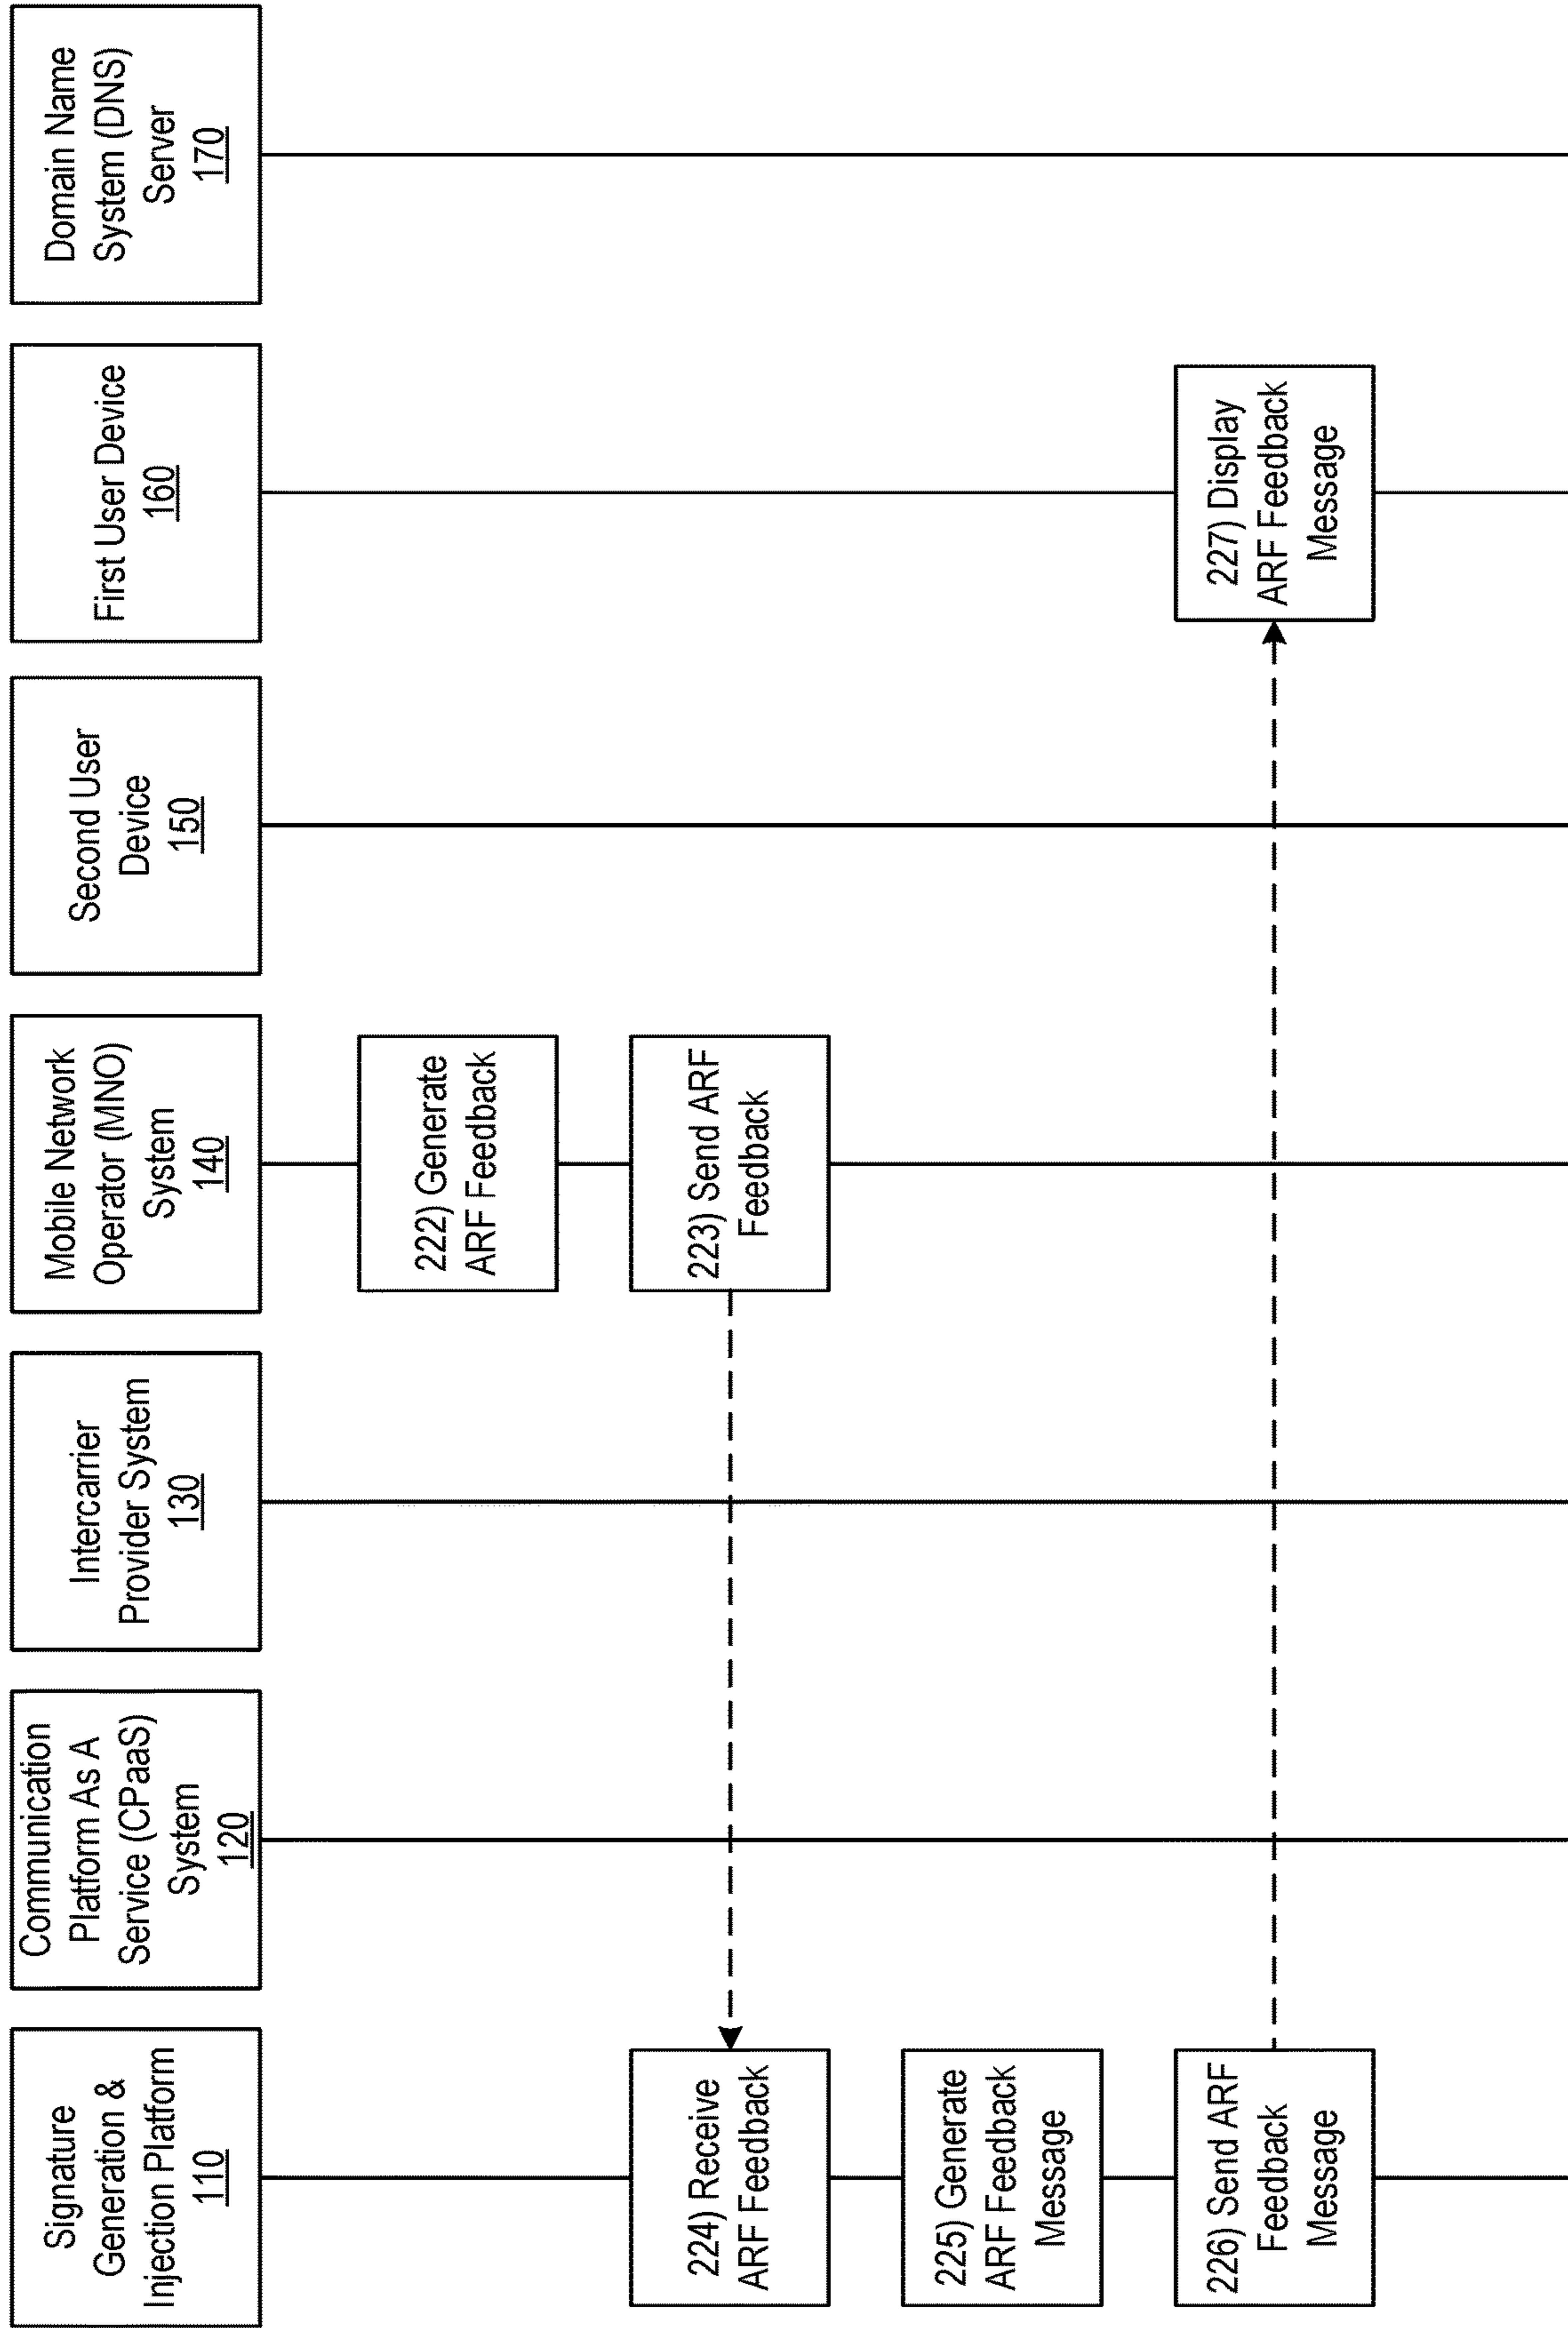 Signature
Generation &
Injection Platform
110
Communication
Platform As A
Service (CPaaS)
System
120
Intercarrier
Provider System
130
Mobile Network
Operator (MNO)
System
140
Second User
Device
150
First User Device
160
Domain Name
System (DNS)
Server
170
222) Generate
ARF Feedback
223) Send ARF
Feedback
224) Receive
ARF Feedback
225) Generate
ARF Feedback
Message
226) Send ARF
Feedback
Message
227) Display
ARF Feedback
Message